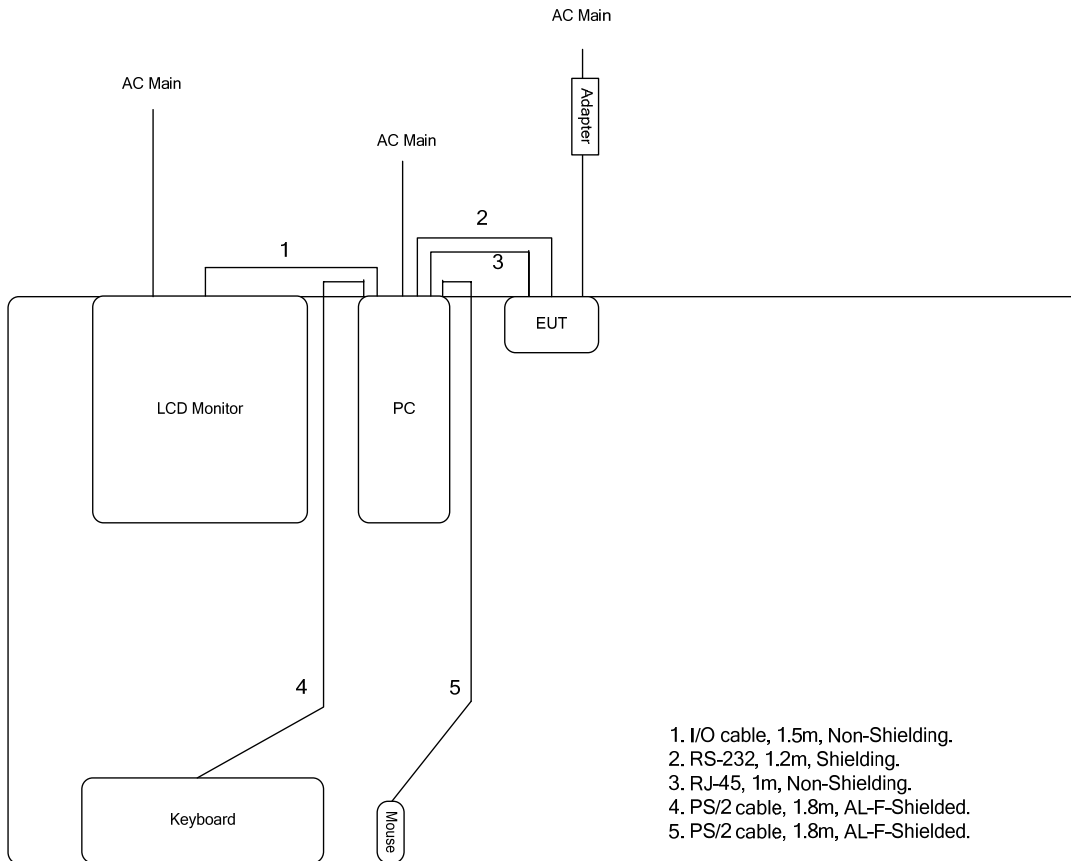 AC Main
AC Main
Adapter
AC Main
2
1
3
EUT
LCD Monitor
PC
4
5
1. I/O cable, 1.5m, Non-Shielding.
2. RS-232, 1.2m, Shielding.
3. RJ-45, 1m, Non-Shielding.
4. PS/2 cable, 1.8m, AL-F-Shielded.
5. PS/2 cable, 1.8m, AL-F-Shielded.
Keyboard
Mouse